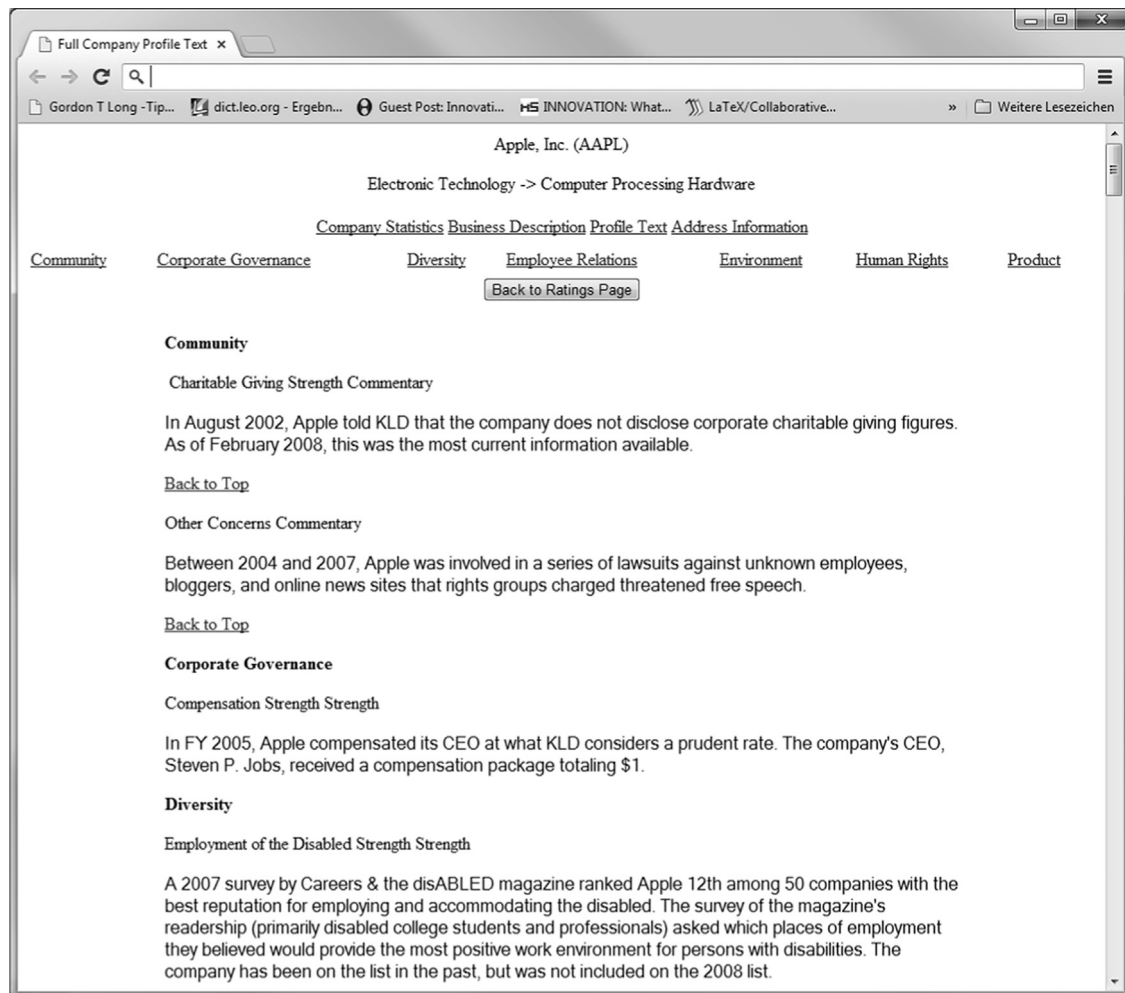 Full Company Profile Text
Gordon T Long -Tip... dict.leo.org - Ergebn... Guest Post: Innovati... HS INNOVATION: What... LaTeX/Collaborative... » Weitere Lesezeichen
Apple, Inc. (AAPL)
Electronic Technology -> Computer Processing Hardware
Company Statistics Business Description Profile Text Address Information
Community Corporate Governance Diversity Employee Relations Environment Human Rights Product
Back to Ratings Page
Community
Charitable Giving Strength Commentary
In August 2002, Apple told KLD that the company does not disclose corporate charitable giving figures.
As of February 2008, this was the most current information available.
Back to Top
Other Concerns Commentary
Between 2004 and 2007, Apple was involved in a series of lawsuits against unknown employees,
bloggers, and online news sites that rights groups charged threatened free speech.
Back to Top
Corporate Governance
Compensation Strength Strength
In FY 2005, Apple compensated its CEO at what KLD considers a prudent rate. The company's CEO,
Steven P. Jobs, received a compensation package totaling $1.
Diversity
Employment of the Disabled Strength Strength
A 2007 survey by Careers & the disABLED magazine ranked Apple 12th among 50 companies with the
best reputation for employing and accommodating the disabled. The survey of the magazine's
readership (primarily disabled college students and professionals) asked which places of employment
they believed would provide the most positive work environment for persons with disabilities. The
company has been on the list in the past, but was not included on the 2008 list.